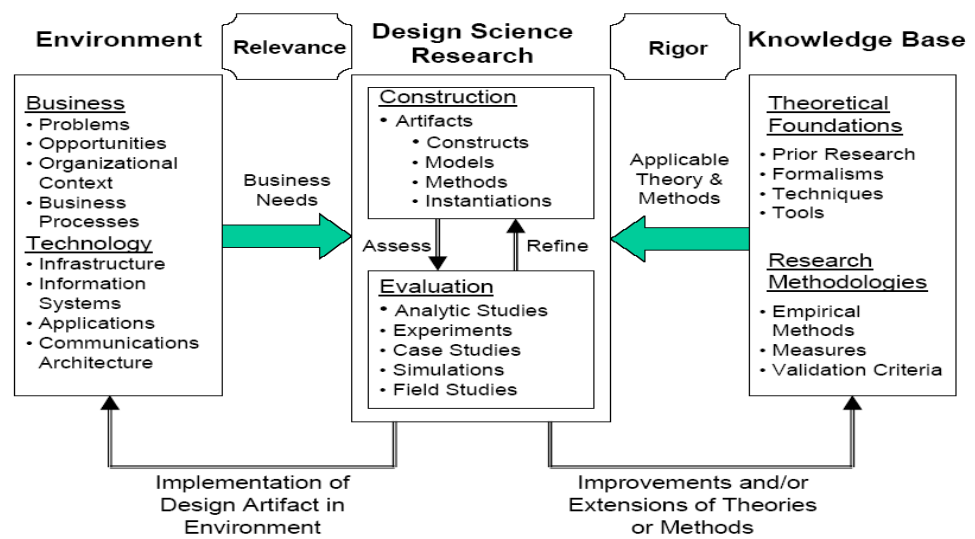 Environment
Relevance
Design Science
Research
Rigor
Knowledge Base
Business
• Problems
• Opportunities
• Organizational
Context
• Business
Processes
Technology
• Infrastructure
• Information
Systems
• Applications
• Communications
Architecture
Business
Needs
Construction
• Artifacts
• Constructs
• Models
• Methods
• Instantiations
Assess
Refine
Evaluation
• Analytic Studies
• Experiments
• Case Studies
• Simulations
• Field Studies
Applicable
Theory &
Methods
Theoretical
Foundations
• Prior Research
• Formalisms
• Techniques
• Tools
Research
Methodologies
• Empirical
Methods
• Measures
• Validation Criteria
Implementation of
Design Artifact in
Environment
Improvements and/or
Extensions of Theories
or Methods